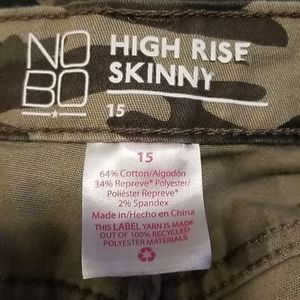 NO
BO
HIGH RISE
SKINNY
15
15
64% Cotton/Algodón
34% Repreve® Polyester/
Poliéster Repreve®
2% Spandex
Made in/Hecho en China
THIS LABEL YARN IS MADE
OUT OF 100% RECYCLED
POLYESTER MATERIALS